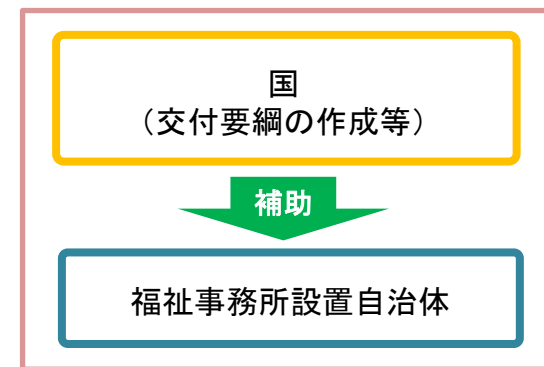 国
（交付要綱の作成等）
補助
福祉事務所設置自治体